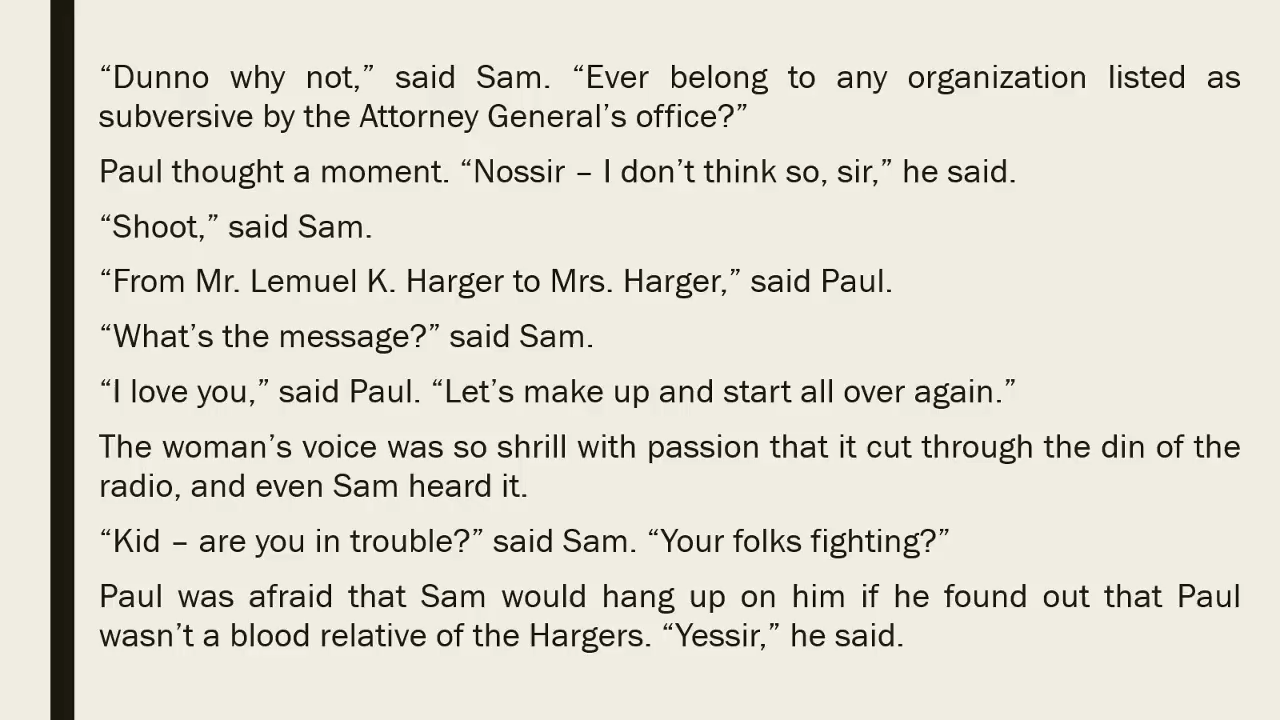 “Dunno why not,” said Sam. “Ever belong to any organization listed as
subversive by the Attorney General’s office?”
Paul thought a moment. “Nossir – I don’t think so, sir,” he said.
“Shoot,” said Sam.
“From Mr. Lemuel K. Harger to Mrs. Harger,” said Paul.
“What’s the message?” said Sam.
“I love you,” said Paul. “Let’s make up and start all over again.”
The woman’s voice was so shrill with passion that it cut through the din of the
radio, and even Sam heard it.
“Kid – are you in trouble?” said Sam. “Your folks fighting?”
Paul was afraid that Sam would hang up on him if he found out that Paul
wasn’t a blood relative of the Hargers. “Yessir,” he said.